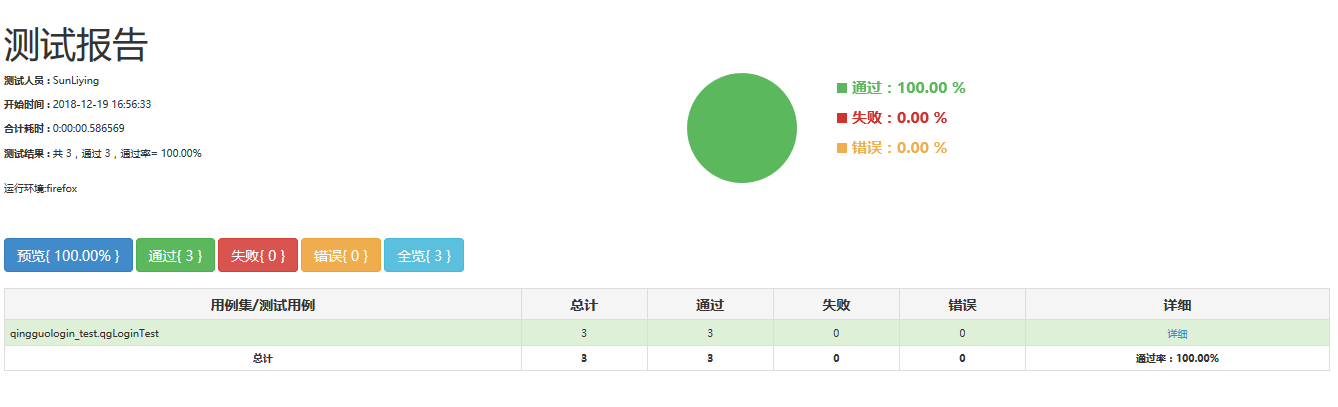 测试报告
测试人员 : SunLiying
开始时间 : 2018-12-19 16:56:33
合计耗时 : 0:00:00.586569
测试结果 : 共 3，通过 3，通过率= 100.00%
运行环境:firefox
通过：100.00 %
失败：0.00 %
错误：0.00 %
预览{ 100.00% } 通过{ 3 } 失败{ 0 } 错误{ 0 } 全览{ 3 }
用例集/测试用例 总计 通过 失败 错误 详细
qingguologin_test.qgLoginTest 3 3 0 0 详细
总计 3 3 0 0 通过率：100.00%